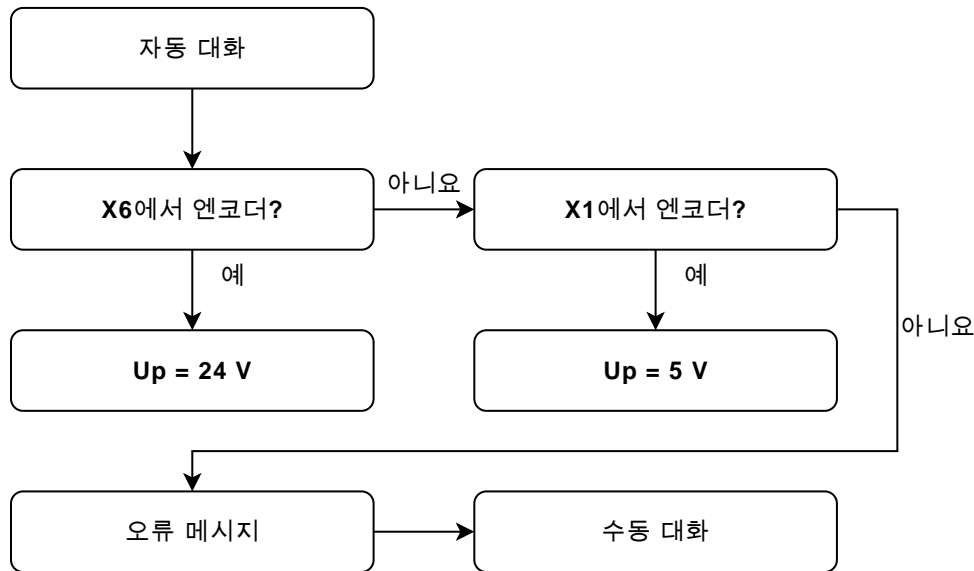 자동 대화
X6에서 엔코더?
아니요
X1에서 엔코더?
예
예
아니요
Up = 24 V
Up = 5 V
오류 메시지
수동 대화